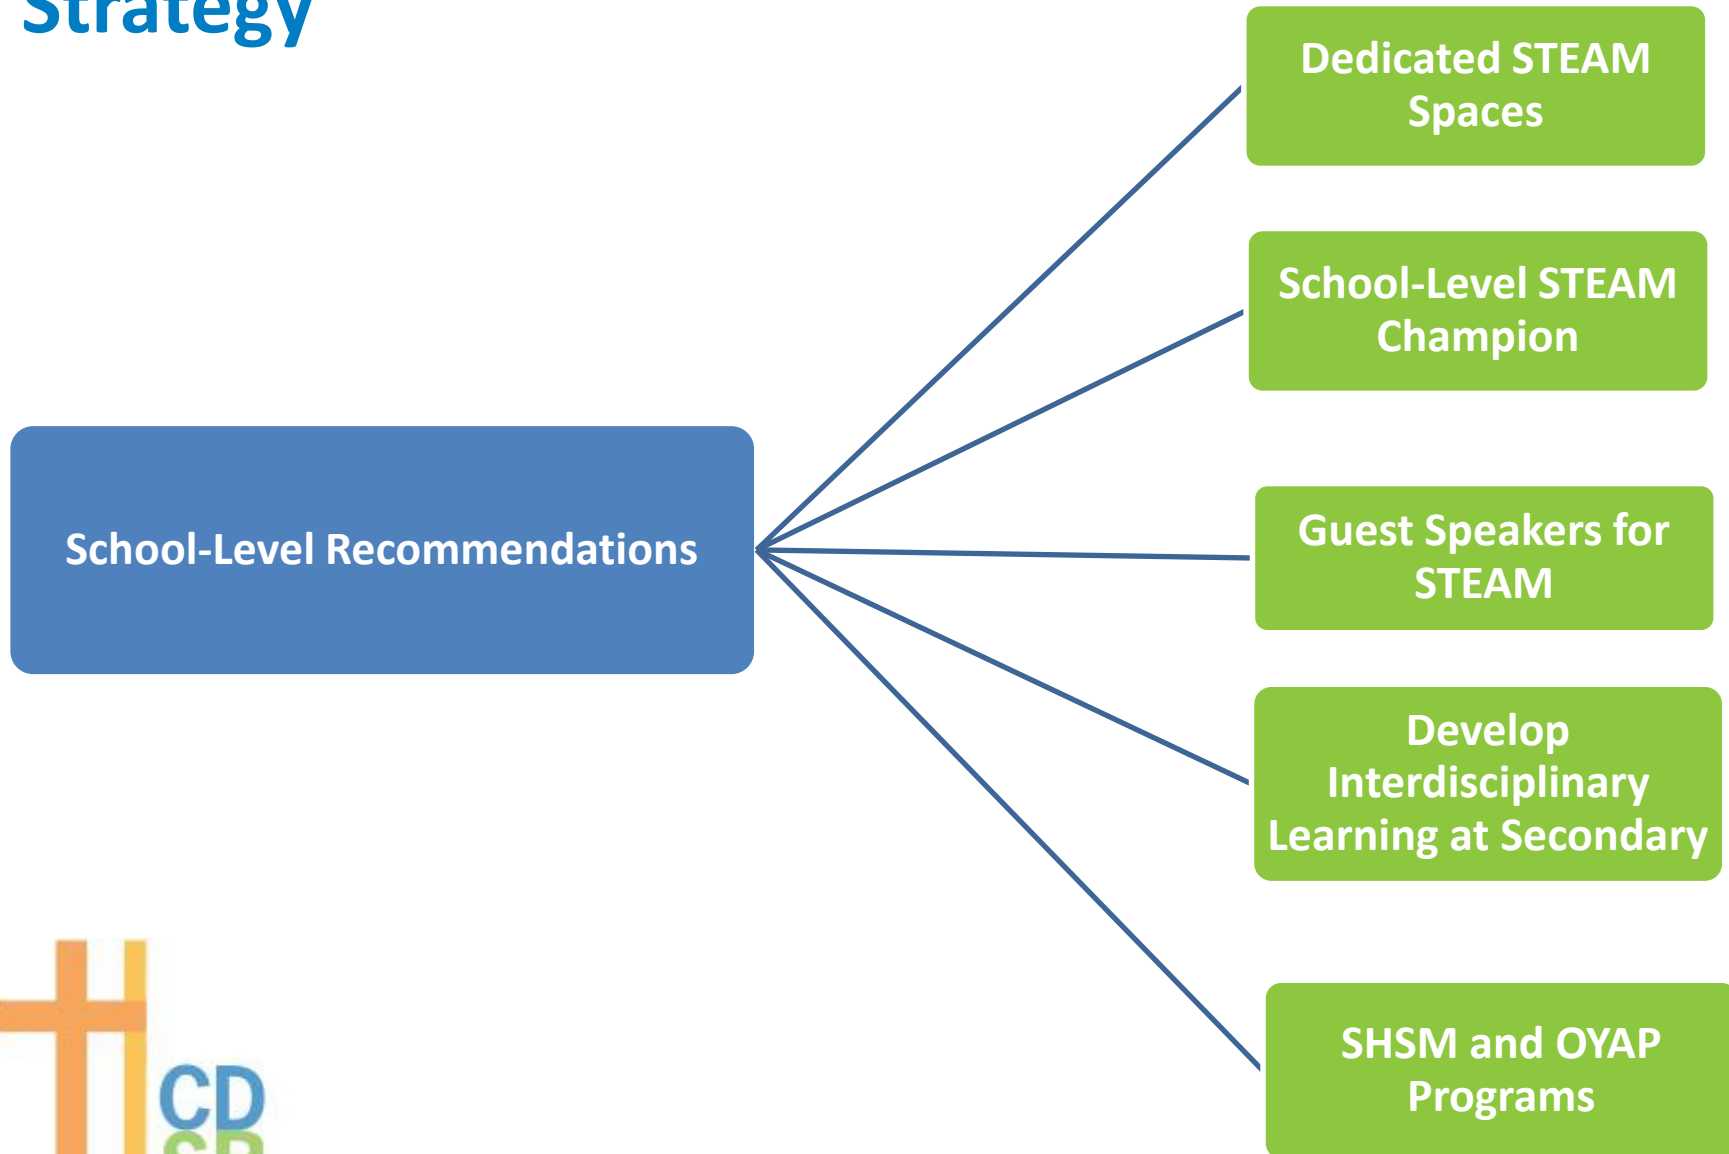 Strategy
Dedicated STEAM
Spaces
School-Level STEAM
Champion
School-Level Recommendations
Guest Speakers for
STEAM
Develop
Interdisciplinary
Learning at Secondary
SHSM and OYAP
Programs
CD
SB